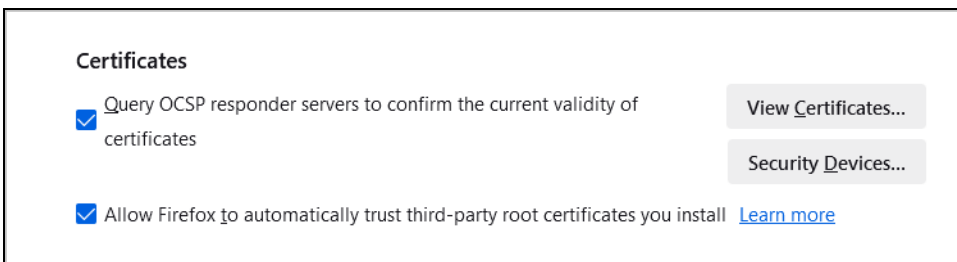 Certificates
Query OCSP responder servers to confirm the current validity of
certificates
View Certificates...
Security Devices...
Allow Firefox to automatically trust third-party root certificates you install Learn more